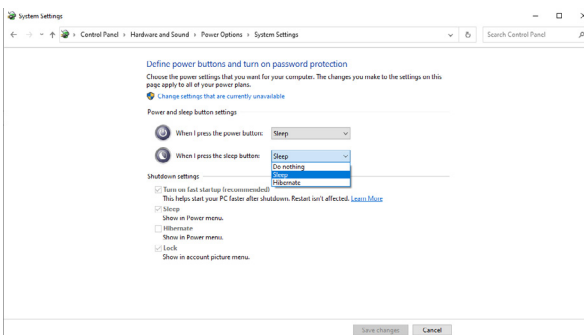 System Settings
Control Panel › Hardware and Sound › Power Options › System Settings
Search Control Panel
Define power buttons and turn on password protection
Choose the power settings that you want for your computer. The changes you make to the settings on this
page apply to all of your power plans.
Change settings that are currently unavailable
Power and sleep button settings
When I press the power button: Sleep
When I press the sleep button: Sleep
Do nothing
Sleep
Hibernate
Shutdown settings
Turn on fast startup (recommended)
This helps start your PC faster after shutdown. Restart isn't affected. Learn More
Sleep
Show in Power menu.
Hibernate
Show in Power menu.
Lock
Show in account picture menu.
Save changes Cancel